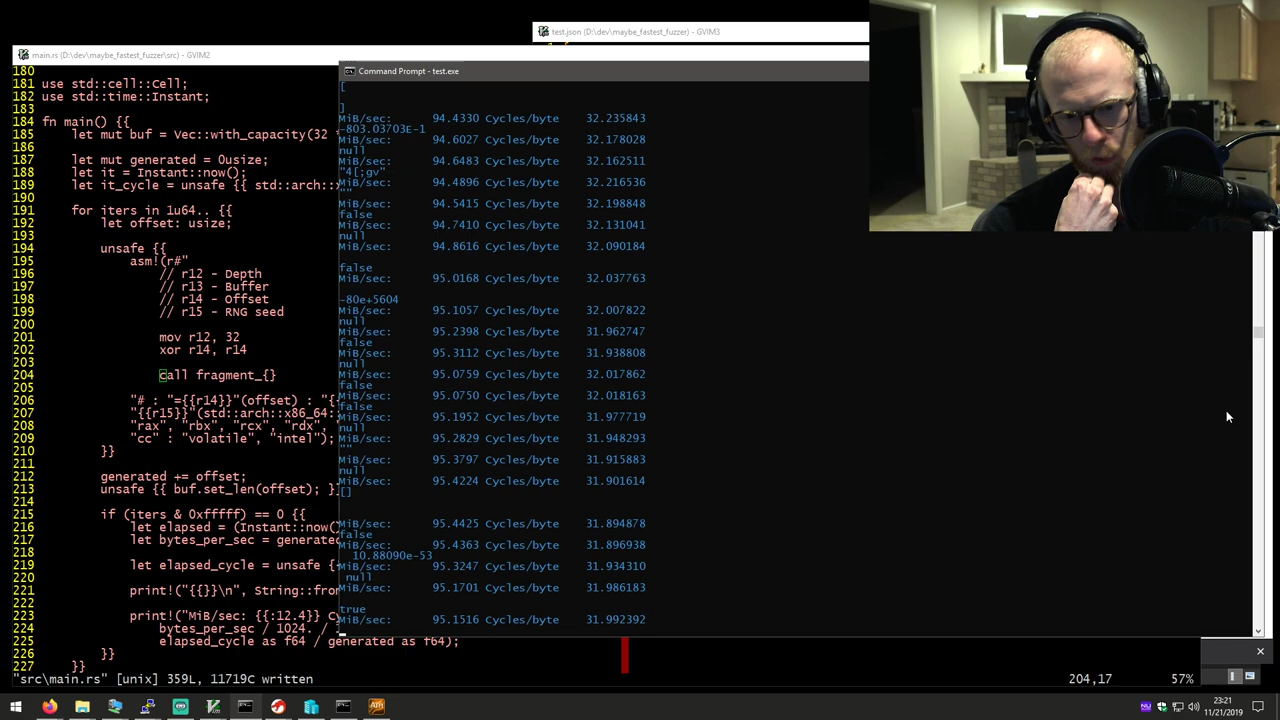 test.json (D:\dev\maybe_fastest_fuzzer) - GVIM3
main.rs (D:\dev\maybe_fastest_fuzzer\src) - GVIM2
180
181 use std::cell::Cell;
182 use std::time::Instant;
183
184 fn main() {{
185     let mut buf = Vec::with_capacity(32
186
187     let mut generated = 0usize;
188     let it = Instant::now();
189     let it_cycle = unsafe {{ std::arch::x
190
191     for iters in 1u64.. {{
192         let offset: usize;
193
194         unsafe {{
195             asm!(r#"
196                 // r12 - Depth
197                 // r13 - Buffer
198                 // r14 - Offset
199                 // r15 - RNG seed
200
201                 mov r12, 32
202                 xor r14, r14
203
204                 call fragment_{}
205
206             "# : "={{r14}}"(offset) : "{
207             "{{r15}}"(std::arch::x86_64:
208             "rax", "rbx", "rcx", "rdx",
209             "cc" : "volatile", "intel");
210         }}
211
212         generated += offset;
213         unsafe {{ buf.set_len(offset); }
214
215         if (iters & 0xfffff) == 0 {{
216             let elapsed = (Instant::now(
217             let bytes_per_sec = generate
218
219             let elapsed_cycle = unsafe {
220
221             print!("{{}}\n", String::fro
222
223             print!("MiB/sec: {{:12.4}} Cy
224                 bytes_per_sec / 1024. /
225                 elapsed_cycle as f64 / generated as f64);
226         }}
227     }}
"src\main.rs" [unix] 359L, 11719C written
204,17
57%
Command Prompt - test.exe
[
]
MiB/sec:      94.4330 Cycles/byte    32.235843
-803.03703E-1
MiB/sec:      94.6027 Cycles/byte    32.178028
null
MiB/sec:      94.6483 Cycles/byte    32.162511
"4[;gv"
MiB/sec:      94.4896 Cycles/byte    32.216536
""
MiB/sec:      94.5415 Cycles/byte    32.198848
false
MiB/sec:      94.7410 Cycles/byte    32.131041
null
MiB/sec:      94.8616 Cycles/byte    32.090184
false
MiB/sec:      95.0168 Cycles/byte    32.037763
-80e+5604
MiB/sec:      95.1057 Cycles/byte    32.007822
null
MiB/sec:      95.2398 Cycles/byte    31.962747
false
MiB/sec:      95.3112 Cycles/byte    31.938808
null
MiB/sec:      95.0759 Cycles/byte    32.017862
false
MiB/sec:      95.0750 Cycles/byte    32.018163
false
MiB/sec:      95.1952 Cycles/byte    31.977719
null
MiB/sec:      95.2829 Cycles/byte    31.948293
""
MiB/sec:      95.3797 Cycles/byte    31.915883
null
MiB/sec:      95.4224 Cycles/byte    31.901614
[]
MiB/sec:      95.4425 Cycles/byte    31.894878
false
MiB/sec:      95.4363 Cycles/byte    31.896938
10.88090e-53
MiB/sec:      95.3247 Cycles/byte    31.934310
null
MiB/sec:      95.1701 Cycles/byte    31.986183
true
MiB/sec:      95.1516 Cycles/byte    31.992392
23:21
11/21/2019